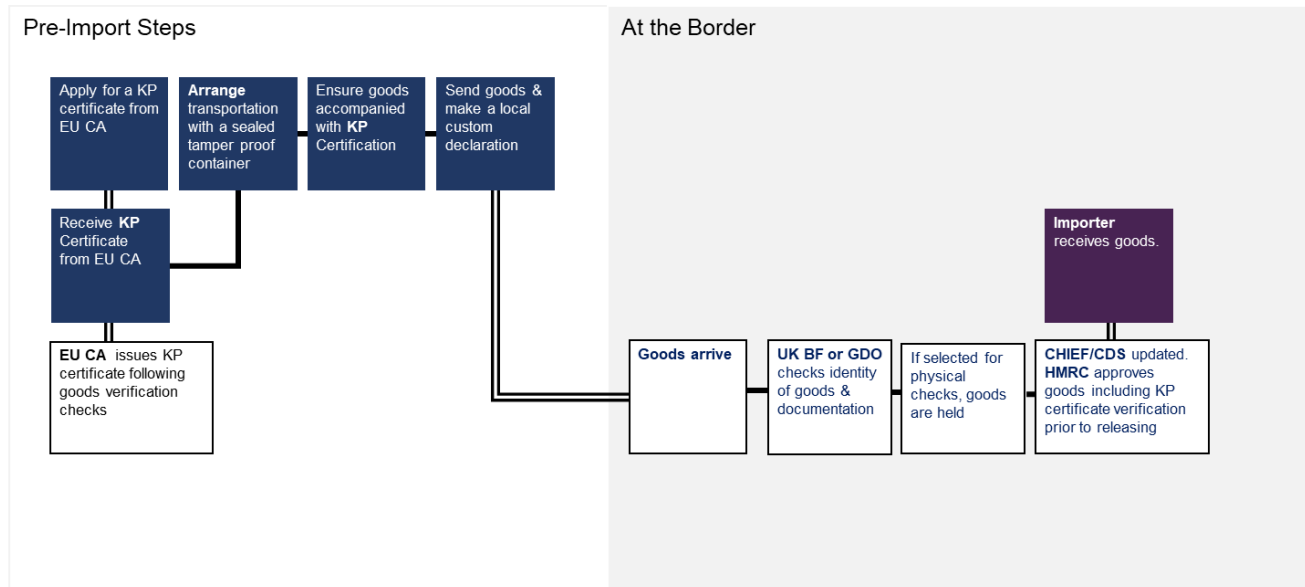 Pre-Import Steps
At the Border
Apply for a KP
certificate from
EU CA
Arrange
transportation
with a sealed
tamper proof
container
Ensure goods
accompanied
with KP
Certification
Send goods &
make a local
custom
declaration
Receive KP
Certificate
from EU CA
Importer
receives goods.
EU CA issues KP
certificate following
goods verification
checks
Goods arrive
UK BF or GDO
checks identity
of goods &
documentation
If selected for
physical
checks, goods
are held
CHIEF/CDS updated.
HMRC approves
goods including KP
certificate verification
prior to releasing